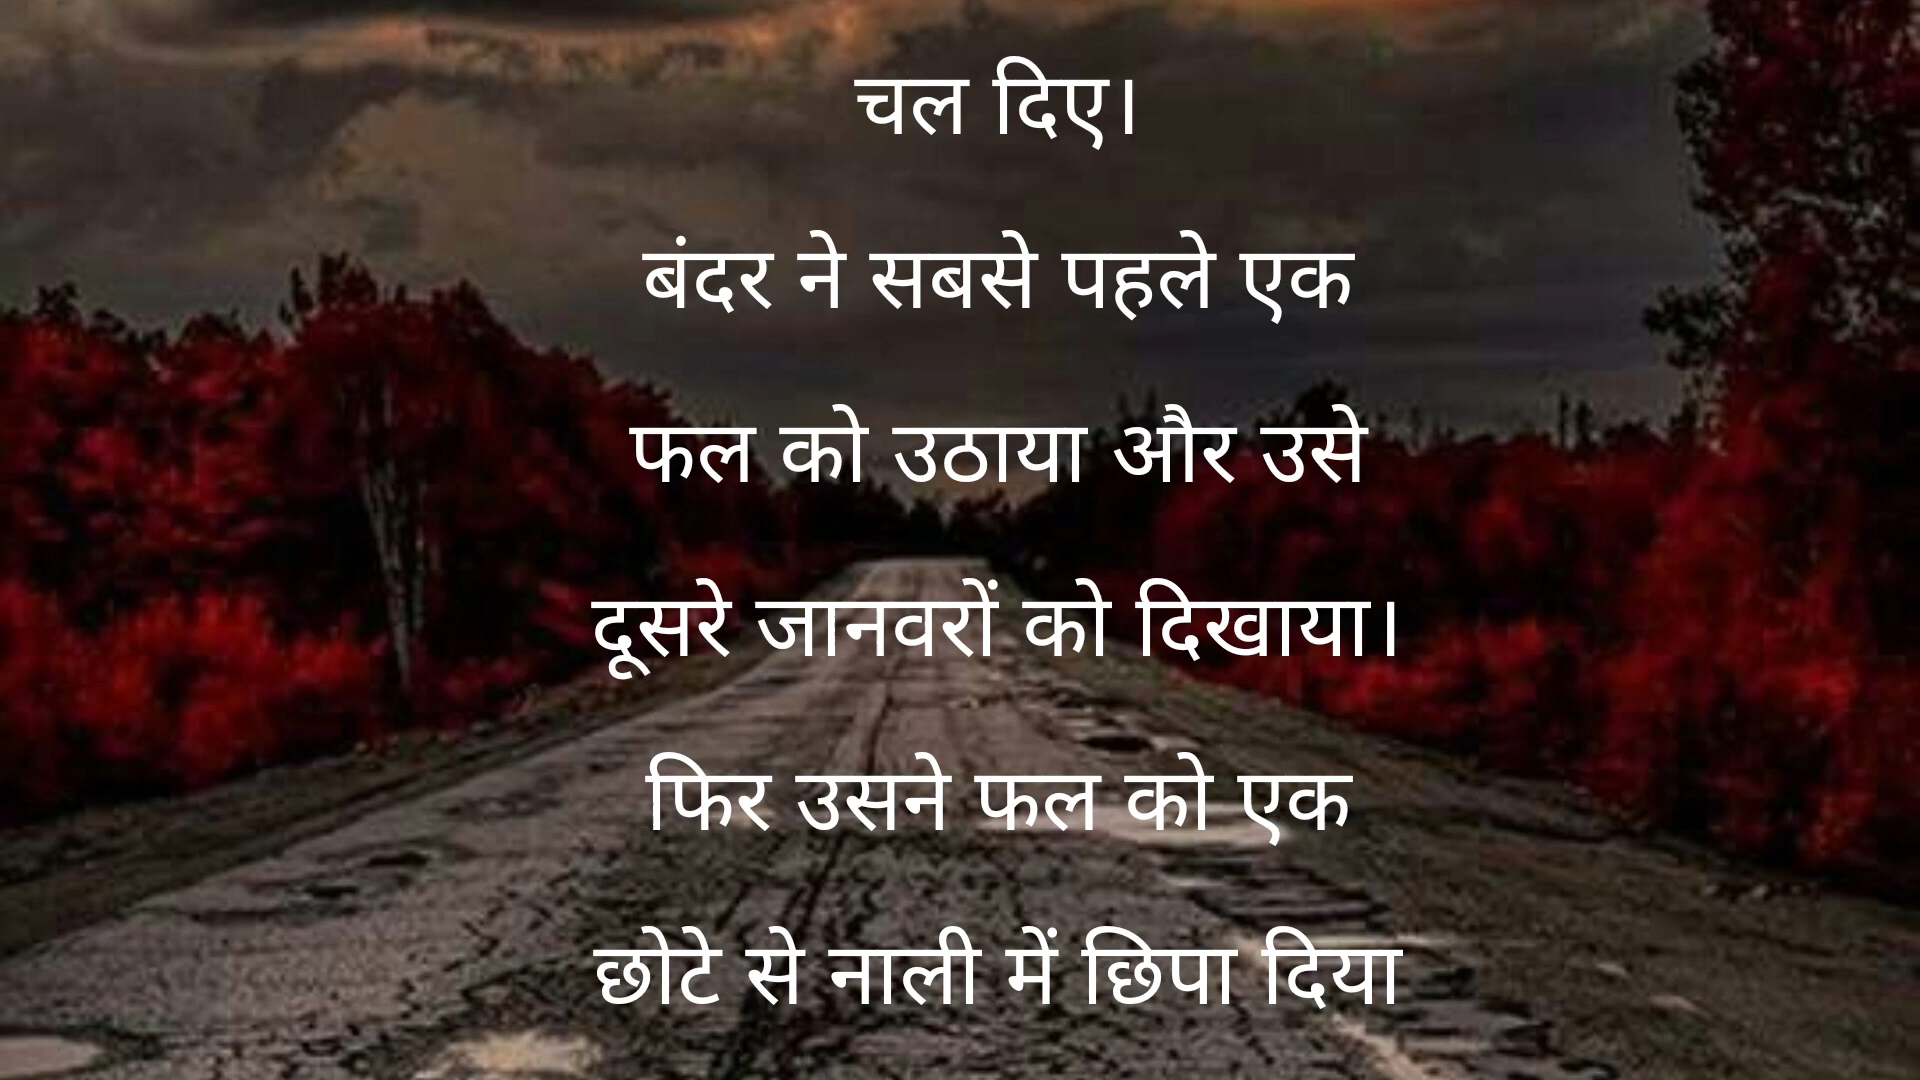 चल दिए।
बंदर ने सबसे पहले एक
फल को उठाया और उसे
दूसरे जानवरों को दिखाया।
फिर उसने फल को एक
छोटे से नाली में छिपा दिया